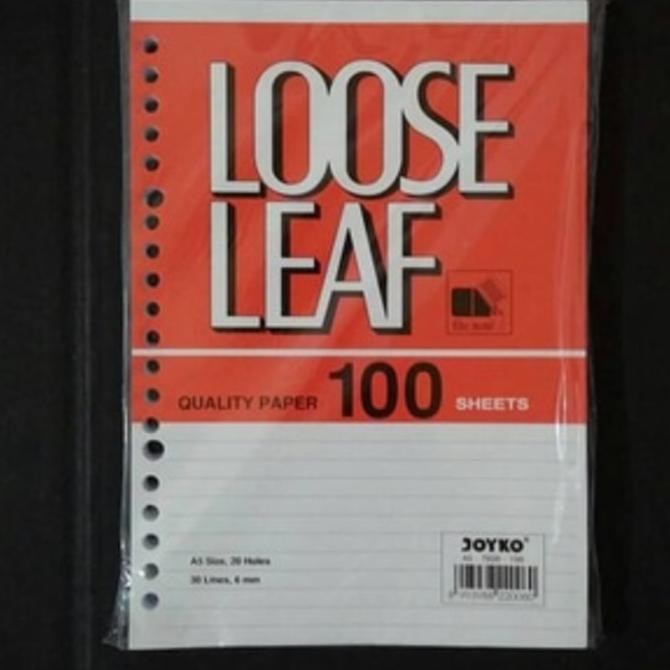 LOOSE
LEAF
QUALITY PAPER 100 SHEETS
A5 Size, 20 Holes
30 Lines, 6 mm
JOYKO